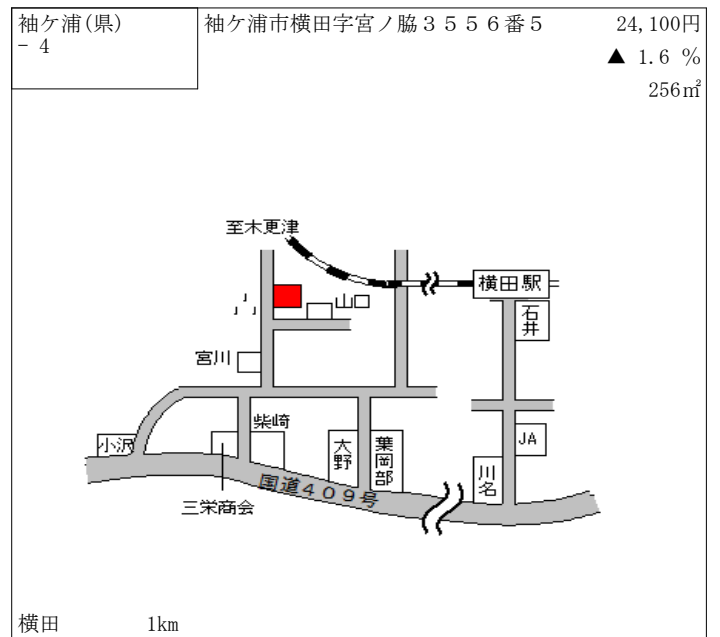 袖ケ浦(県)
- 4
袖ケ浦市横田字宮ノ脇３５５６番５
24,100円
▲ 1.6 %
256㎡
至木更津
横田駅
山口
石井
宮川
柴崎
小沢
大野
葉岡部
JA
川名
国道４０９号
三栄商会
横田 1km